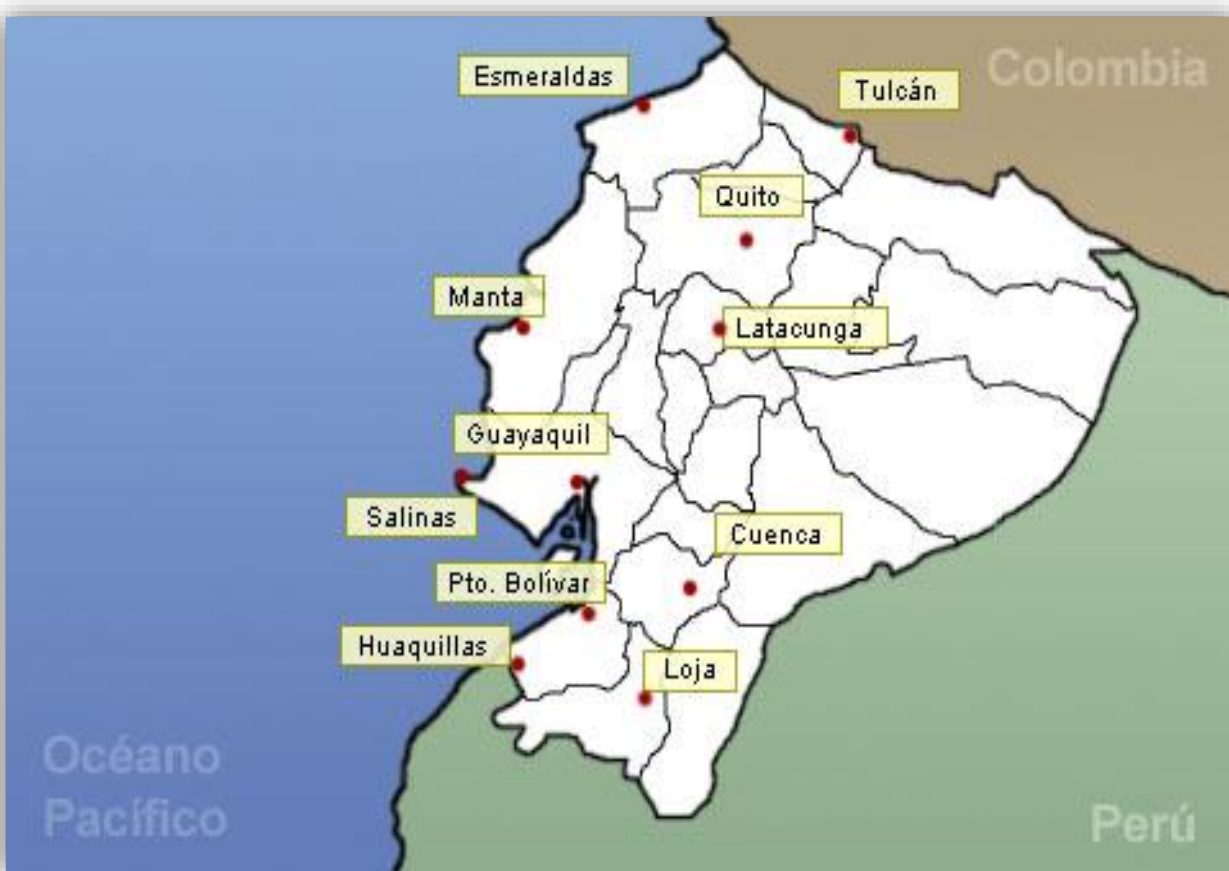 Colombia
Esmeraldas
Tulcán
Quito
Manta
Latacunga
Guayaquil
Salinas
Cuenca
Pto. Bolívar
Huaquillas
Loja
Océano
Pacífico
Perú